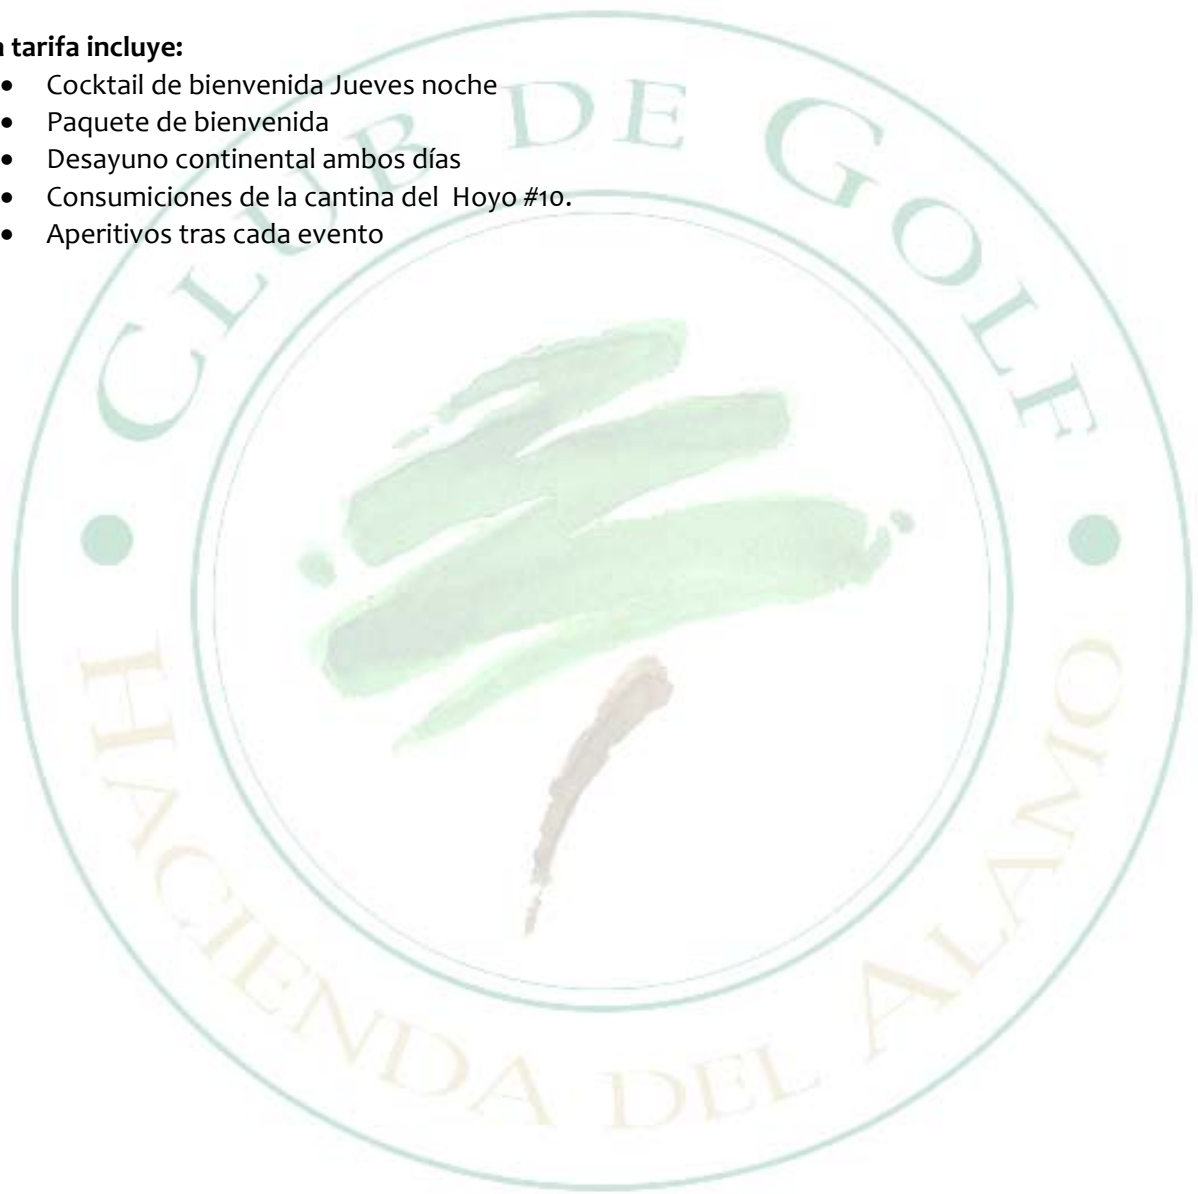 a tarifa incluye:
• Cocktail de bienvenida Jueves noche
• Paquete de bienvenida
• Desayuno continental ambos días
• Consumiciones de la cantina del  Hoyo #10.
• Aperitivos tras cada evento
CLUB DE GOLF
HACIENDA DEL ALAMO